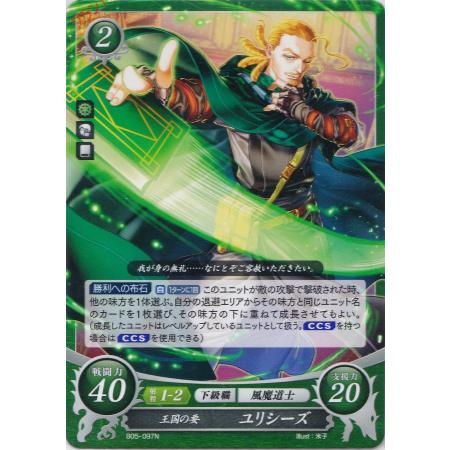 2
我が身の無礼……なにとぞご容赦いただきたい。
勝利への布石 白 1ターンに1回 このユニットが敵の攻撃で撃破された時、
他の味方を1体選ぶ。自分の退避エリアからその味方と同じユニット名
のカードを1枚選び、その味方の下に重ねて成長させてもよい。
（成長したユニットはレベルアップしているユニットとして扱う。CCSを持つ
場合はCCSを使用できる）
戦闘力
40
射程 1-2 下級職 風魔道士
支援力
20
王国の要 ユリシーズ
B05-097N
Illust：米子